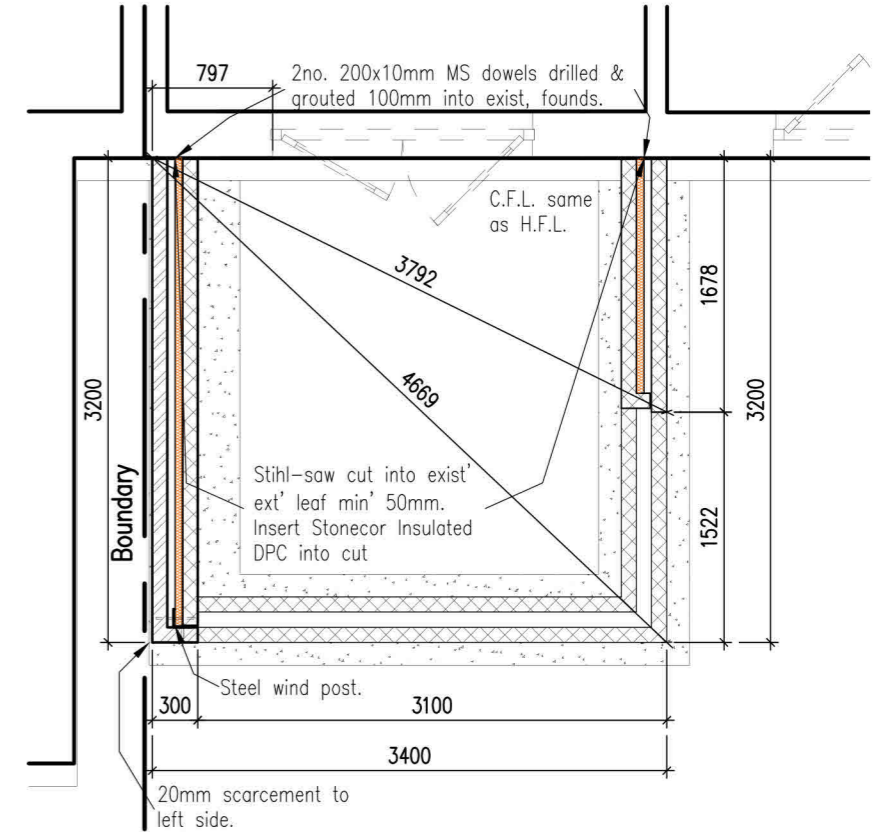 797
2no. 200x10mm MS dowels drilled &
grouted 100mm into exist, founds.
C.F.L. same
as H.F.L.
3792
1678
4669
3200
3200
Boundary
Stihl-saw cut into exist'
ext' leaf min' 50mm.
Insert Stonecor Insulated
DPC into cut
1522
Steel wind post.
300
3100
3400
20mm scarcement to
left side.